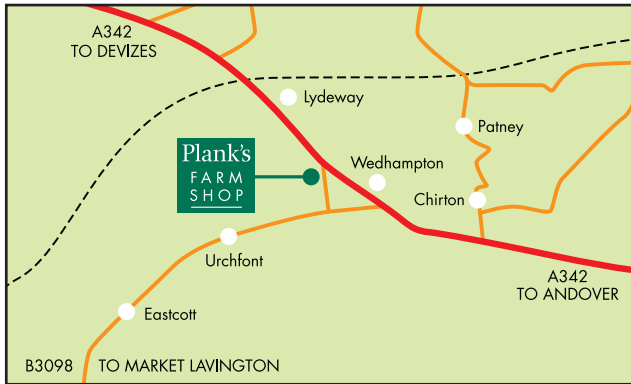 A342
TO DEVIZES
Lydeway
Patney
Plank's
FARM
SHOP
Wedhampton
Chirton
Urchfont
A342
TO ANDOVER
Eastcott
B3098 TO MARKET LAVINGTON